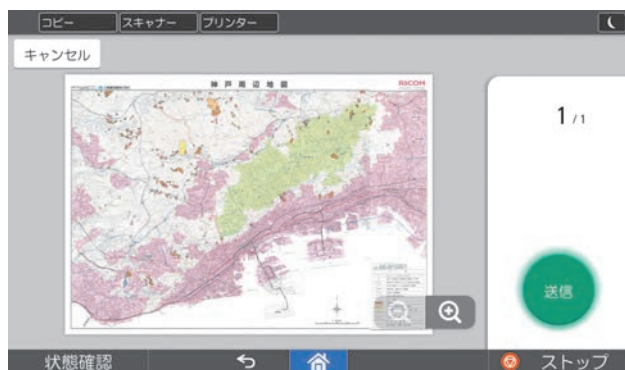 コピー スキャナー プリンター
キャンセル
神戸周辺地図 RICOH
1/1
送信
状態確認 ストップ